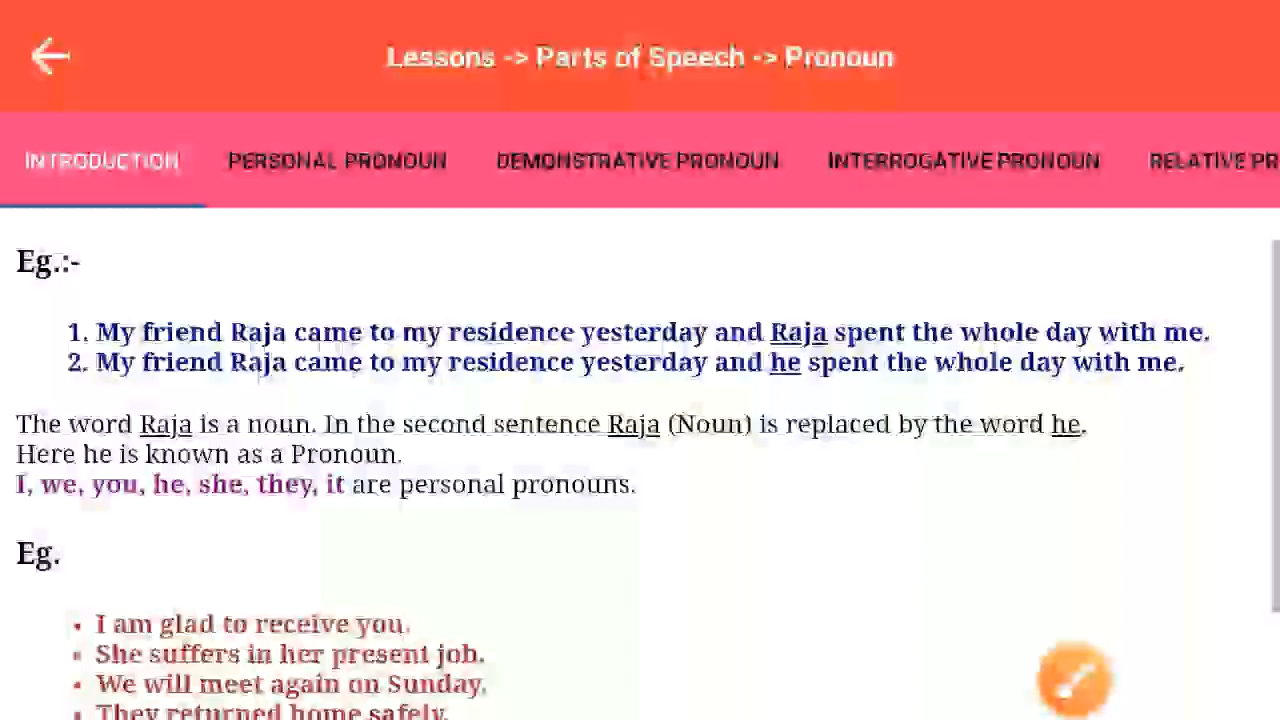 Lessons -> Parts of Speech -> Pronoun
INTRODUCTION PERSONAL PRONOUN DEMONSTRATIVE PRONOUN INTERROGATIVE PRONOUN RELATIVE PR
Eg.:-
1. My friend Raja came to my residence yesterday and Raja spent the whole day with me.
2. My friend Raja came to my residence yesterday and he spent the whole day with me.
The word Raja is a noun. In the second sentence Raja (Noun) is replaced by the word he.
Here he is known as a Pronoun.
I, we, you, he, she, they, it are personal pronouns.
Eg.
• I am glad to receive you.
• She suffers in her present job.
• We will meet again on Sunday.
• They returned home safely.